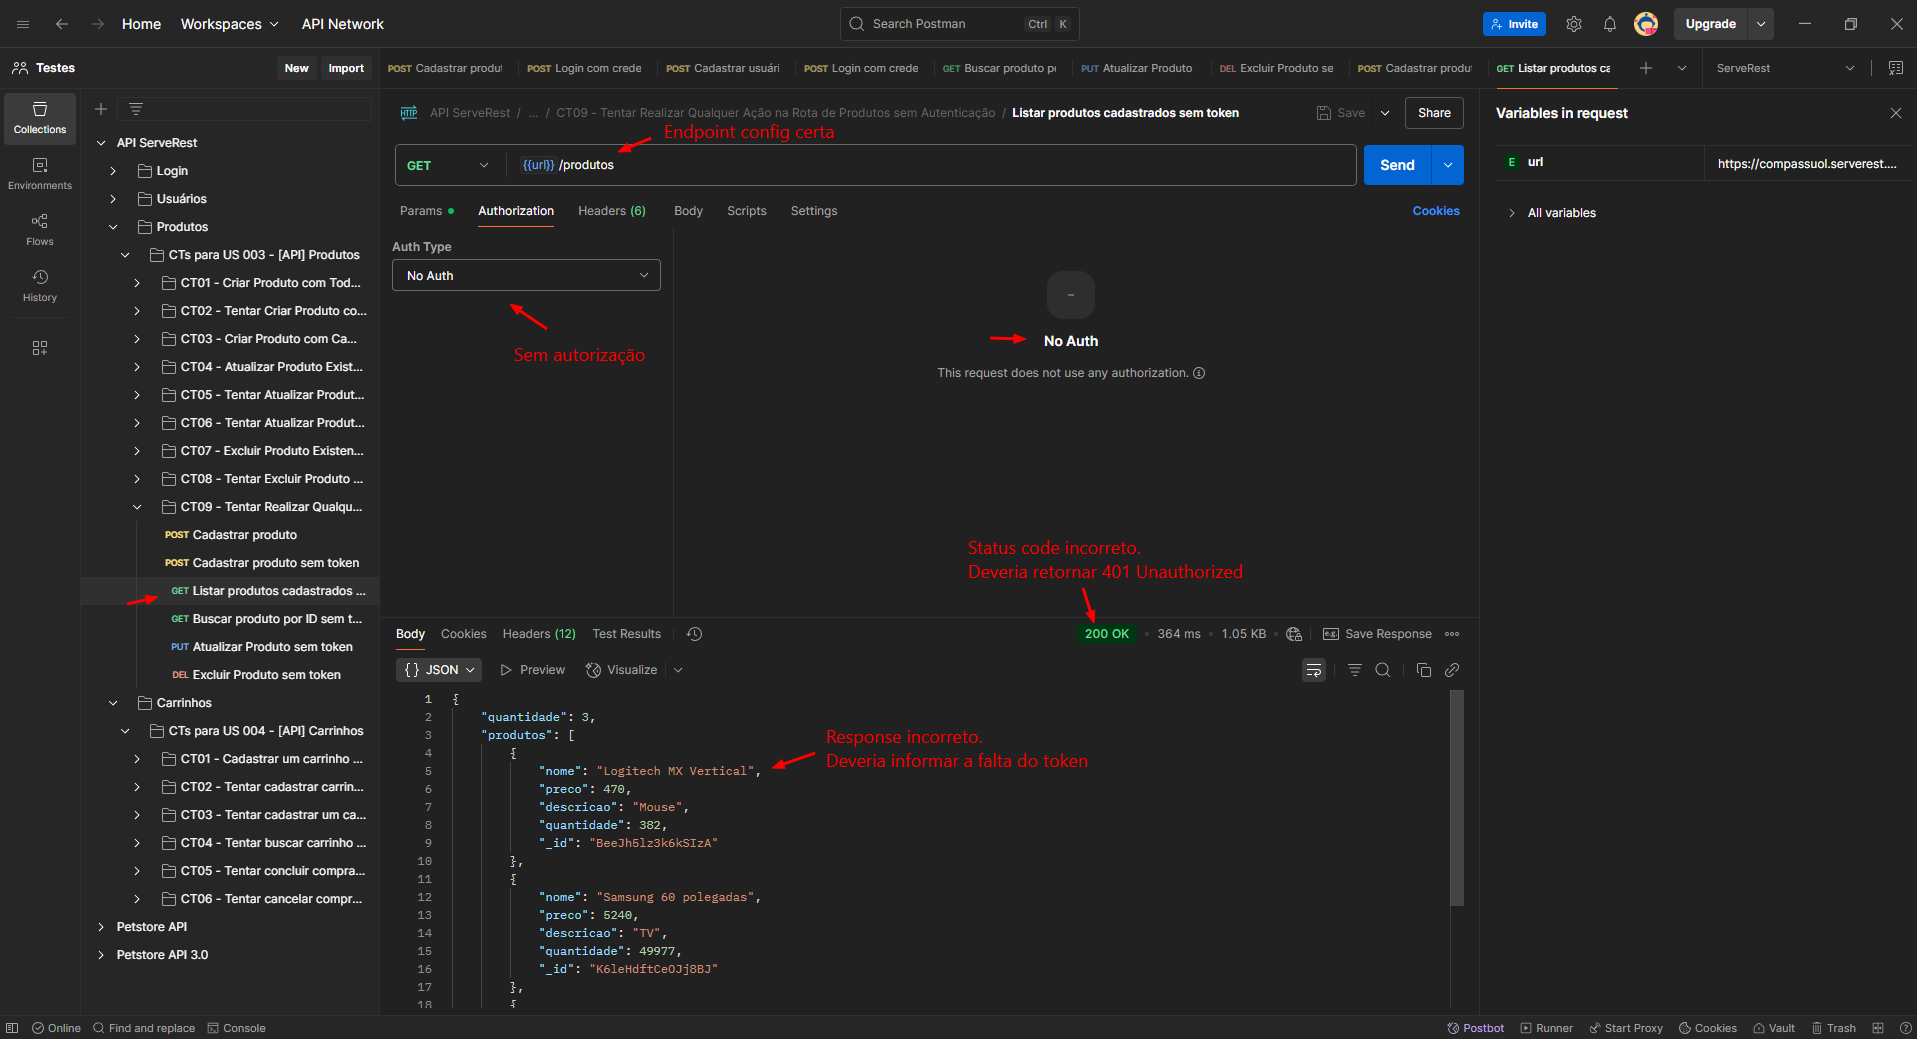 Home
Workspaces
API Network
Search Postman
Ctrl
K
Invite
Upgrade
Testes
New
Import
POST Cadastrar produt
POST Login com crede
POST Cadastrar usuári
POST Login com crede
GET Buscar produto po
PUT Atualizar Produto
DEL Excluir Produto se
POST Cadastrar produt
GET Listar produtos ca
ServeRest
Collections
Environments
Flows
History
API ServeRest
Login
Usuários
Produtos
CTs para US 003 - [API] Produtos
CT01 - Criar Produto com Tod...
CT02 - Tentar Criar Produto co...
CT03 - Criar Produto com Ca...
CT04 - Atualizar Produto Exist...
CT05 - Tentar Atualizar Produt...
CT06 - Tentar Atualizar Produt...
CT07 - Excluir Produto Existen...
CT08 - Tentar Excluir Produto ...
CT09 - Tentar Realizar Qualqu...
POST Cadastrar produto
POST Cadastrar produto sem token
GET Listar produtos cadastrados ...
GET Buscar produto por ID sem t...
PUT Atualizar Produto sem token
DEL Excluir Produto sem token
Carrinhos
CTs para US 004 - [API] Carrinhos
CT01 - Cadastrar um carrinho ...
CT02 - Tentar cadastrar carrin...
CT03 - Tentar cadastrar um ca...
CT04 - Tentar buscar carrinho ...
CT05 - Tentar concluir compra...
CT06 - Tentar cancelar compr...
Petstore API
Petstore API 3.0
HTTP
API ServeRest / ... / CT09 - Tentar Realizar Qualquer Ação na Rota de Produtos sem Autenticação / Listar produtos cadastrados sem token
Save
Share
Endpoint config certa
GET
{{url}} /produtos
Send
Params
Authorization
Headers (6)
Body
Scripts
Settings
Cookies
Auth Type
No Auth
Sem autorização
-
No Auth
This request does not use any authorization.
Status code incorreto.
Deveria retornar 401 Unauthorized
Body
Cookies
Headers (12)
Test Results
200 OK
364 ms
1.05 KB
e.g.
Save Response
{} JSON
Preview
Visualize
1 {
2 "quantidade": 3,
3 "produtos": [
4 {
5 "nome": "Logitech MX Vertical",
6 "preco": 470,
7 "descricao": "Mouse",
8 "quantidade": 382,
9 "_id": "BeeJh5lz3k6kSIzA"
10 },
11 {
12 "nome": "Samsung 60 polegadas",
13 "preco": 5240,
14 "descricao": "TV",
15 "quantidade": 49977,
16 "_id": "K6leHdftCeOJj8BJ"
17 },
18 {
Response incorreto.
Deveria informar a falta do token
Variables in request
E url
https://compassuol.serverest....
All variables
Online
Find and replace
Console
Postbot
Runner
Start Proxy
Cookies
Vault
Trash